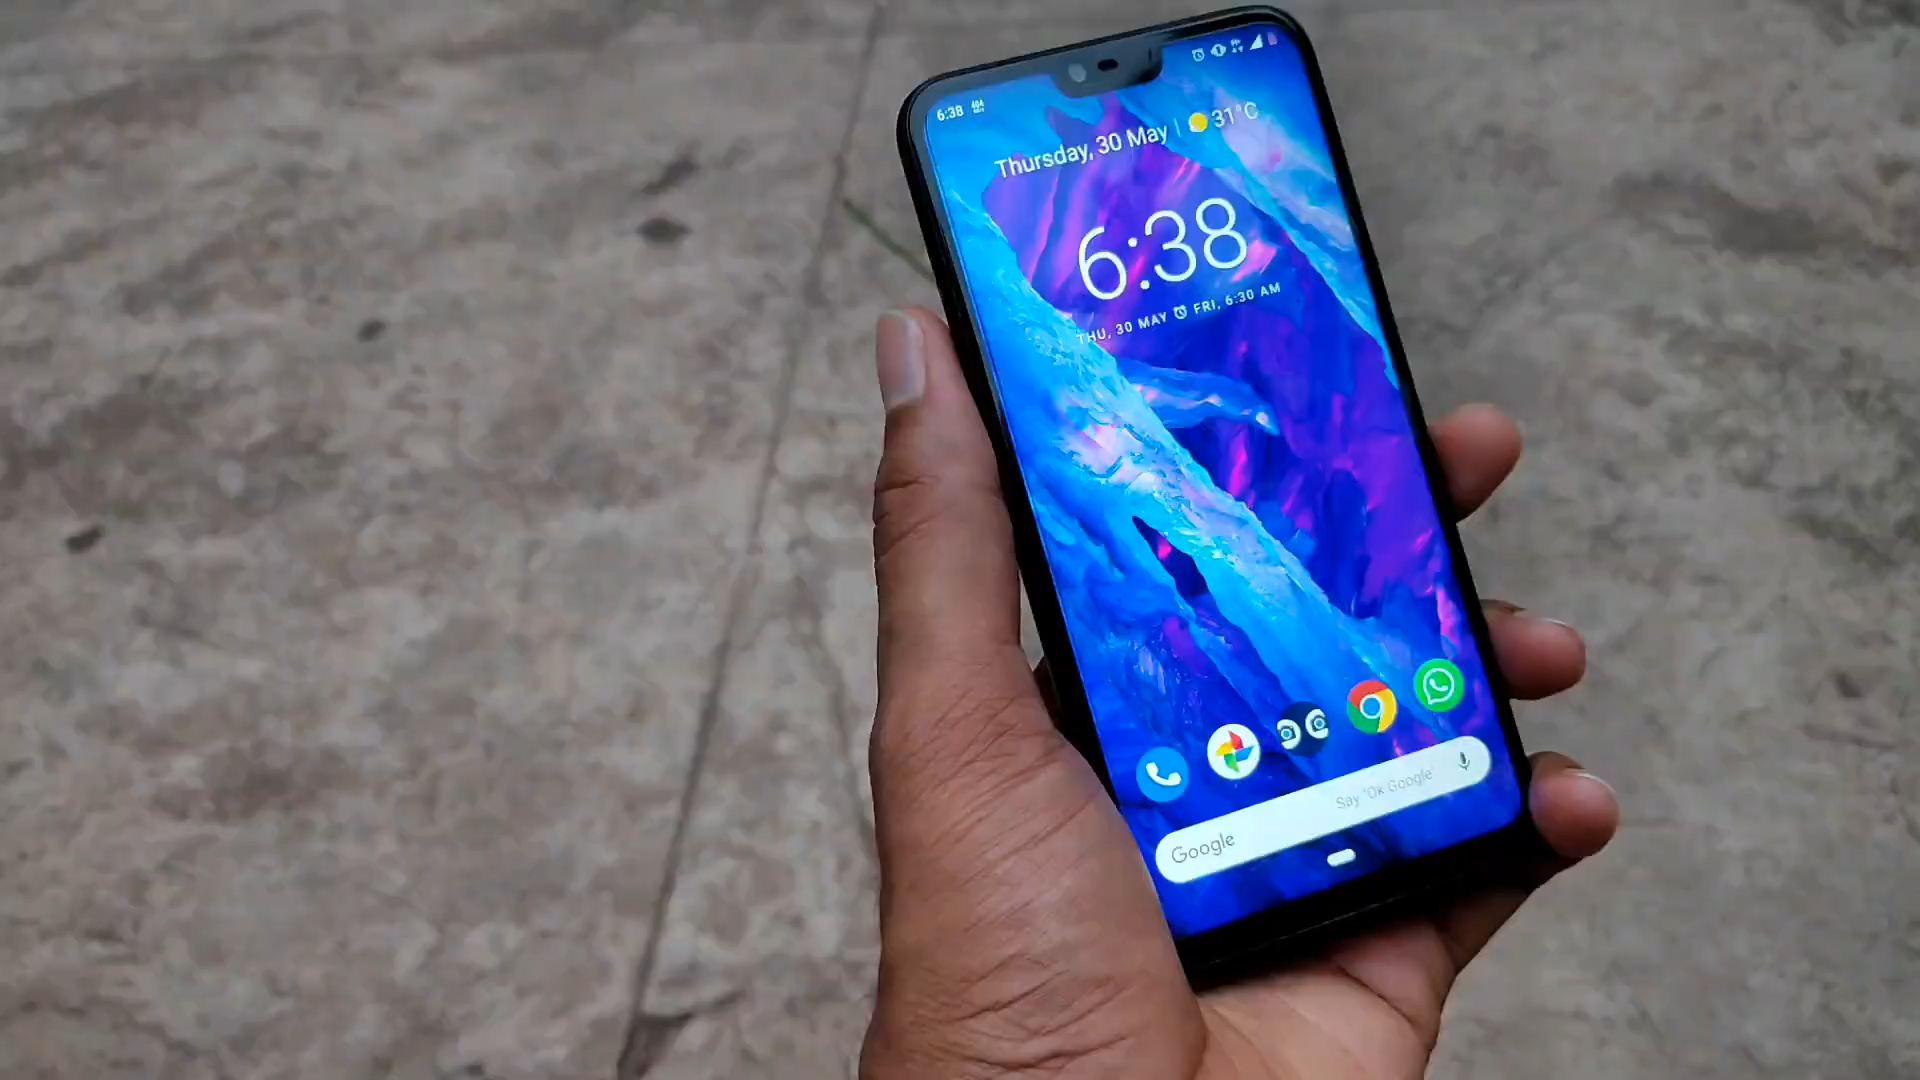 6:38
Thursday, 30 May | 31°C
6:38
THU, 30 MAY FRI, 6:30 AM
Google Say 'Ok Google'